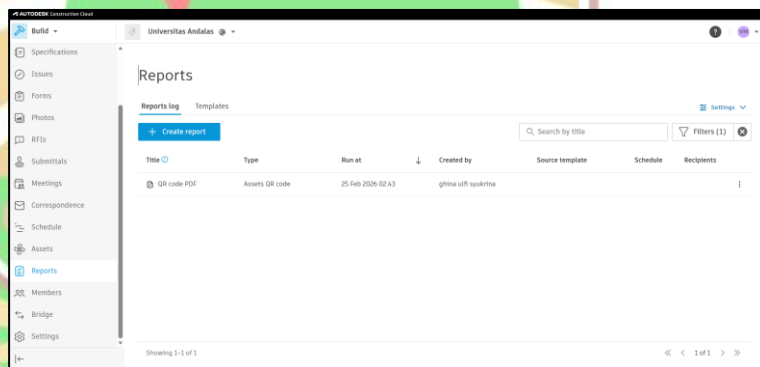 AUTODESK Construction Cloud
Build
Universitas Andalas
?
VM
Specifications
Issues
Forms
Photos
RFIs
Submittals
Meetings
Correspondence
Schedule
Assets
Reports
Members
Bridge
Settings
Reports
Reports log Templates
Settings
+ Create report
Search by title
Filters (1)
Title Type Run at Created by Source template Schedule Recipients
QR code PDF Assets QR code 25 Feb 2026 02.43 ghina ulfi syukrina
Showing 1-1 of 1
1 of 1